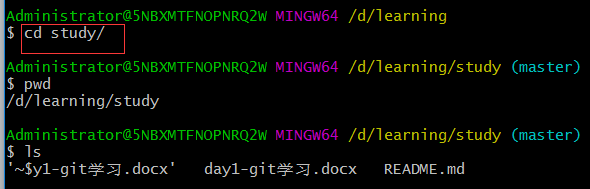 Administrator@5NBXMTFNOPNRQ2W MINGW64 /d/learning
$ cd study/
Administrator@5NBXMTFNOPNRQ2W MINGW64 /d/learning/study (master)
$ pwd
/d/learning/study
Administrator@5NBXMTFNOPNRQ2W MINGW64 /d/learning/study (master)
$ ls
'~$y1-git学习.docx'   day1-git学习.docx   README.md